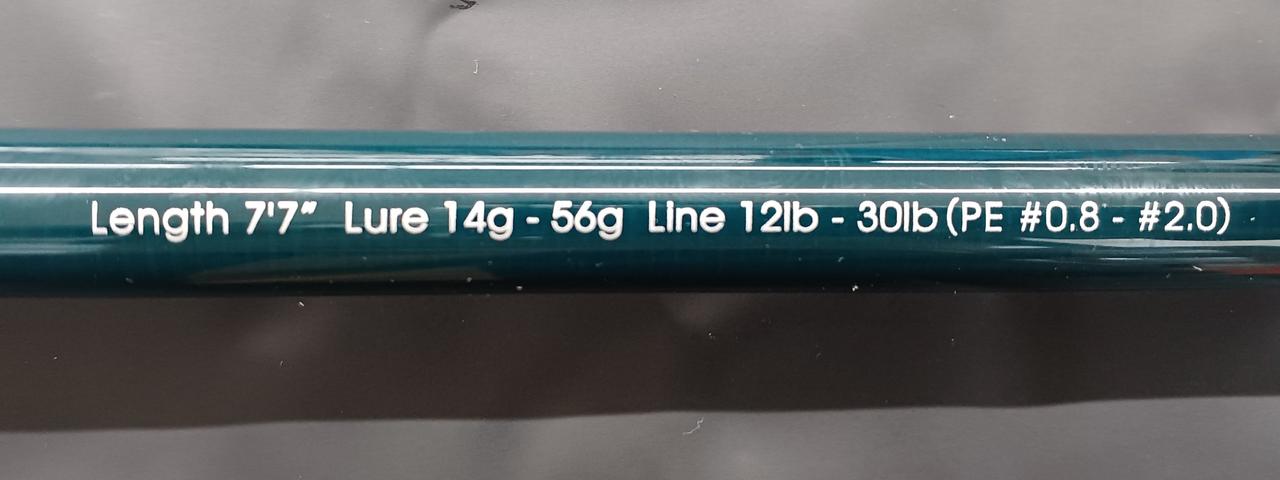 Length 7'7" Lure 14g - 56g Line 12lb - 30lb (PE #0.8 - #2.0)